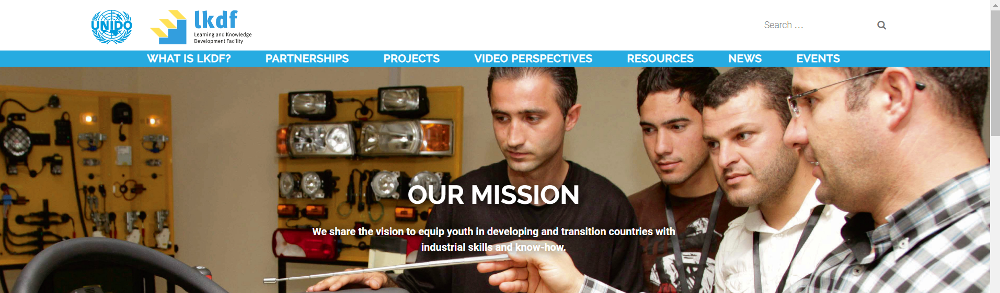 UNIDO
lkdf
Learning and Knowledge
Development Facility
Search …
WHAT IS LKDF? PARTNERSHIPS PROJECTS VIDEO PERSPECTIVES RESOURCES NEWS EVENTS
OUR MISSION
We share the vision to equip youth in developing and transition countries with
industrial skills and know-how.